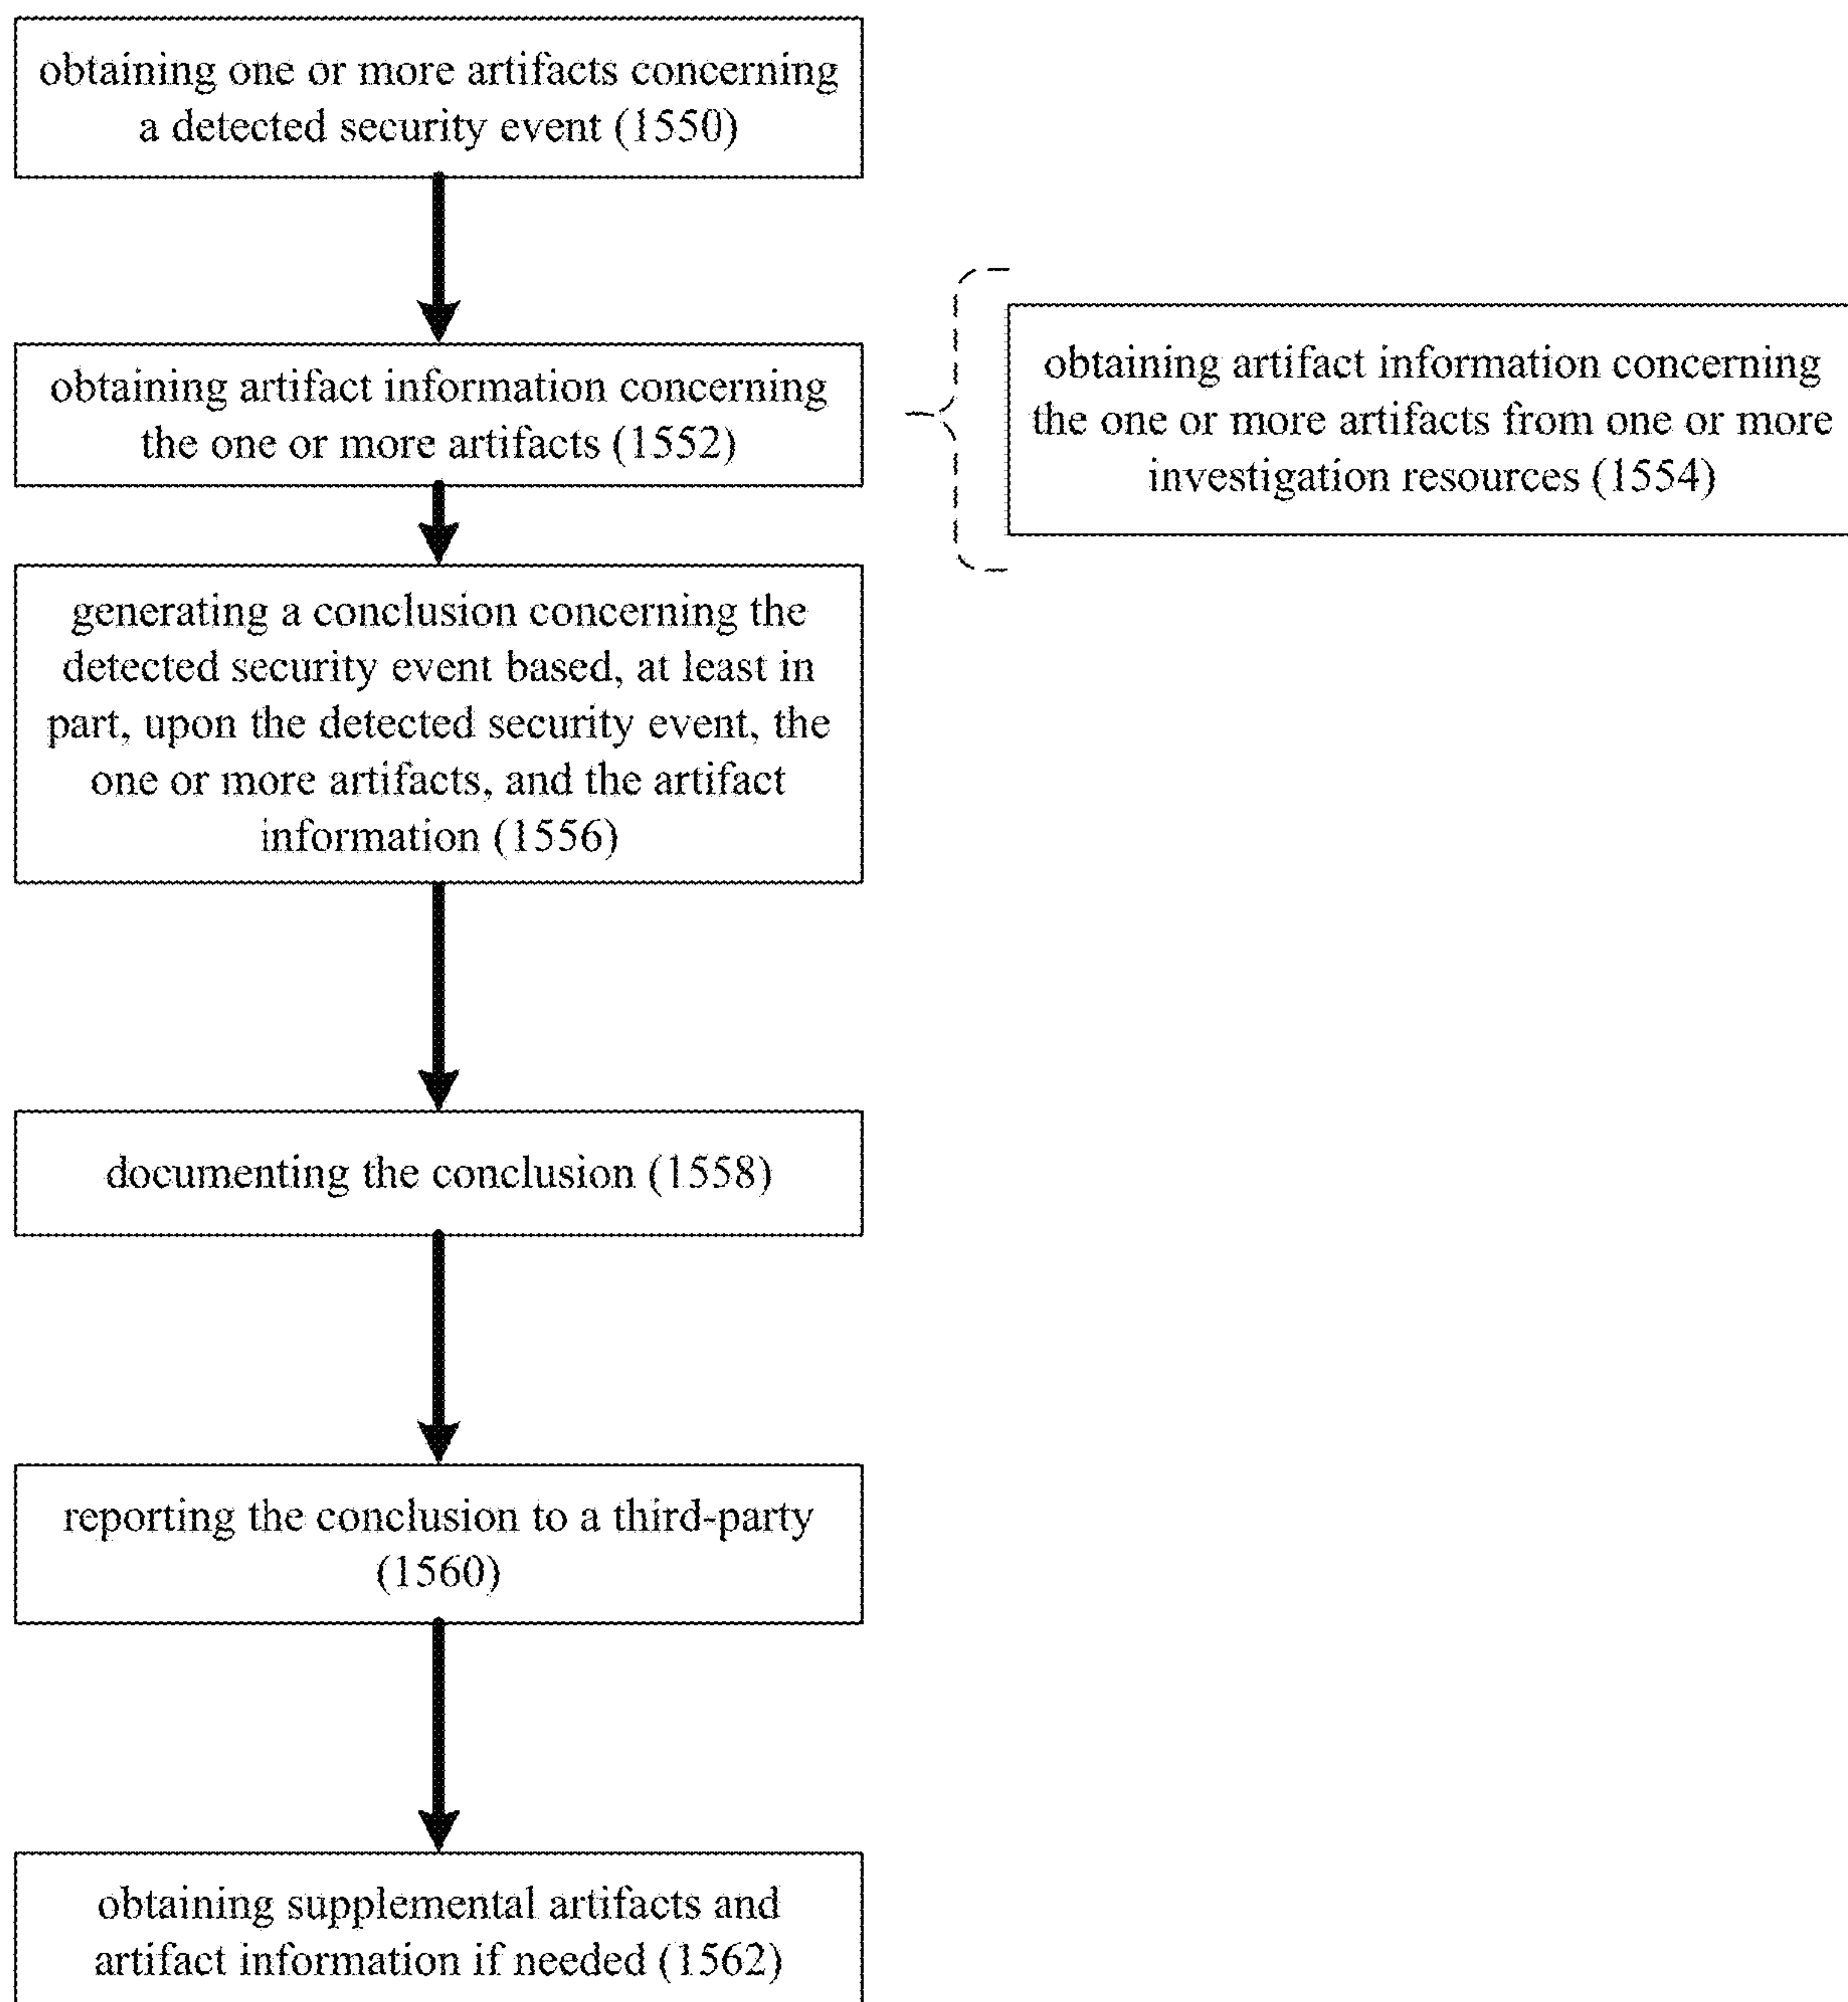 obtaining one or more artifacts concerning
a detected security event (1550)
obtaining artifact information concerning
the one or more artifacts (1552)
obtaining artifact information concerning
the one or more artifacts from one or more
investigation resources (1554)
generating a conclusion concerning the
detected security event based, at least in
part, upon the detected security event, the
one or more artifacts, and the artifact
information (1556)
documenting the conclusion (1558)
reporting the conclusion to a third-party
(1560)
obtaining supplemental artifacts and
artifact information if needed (1562)